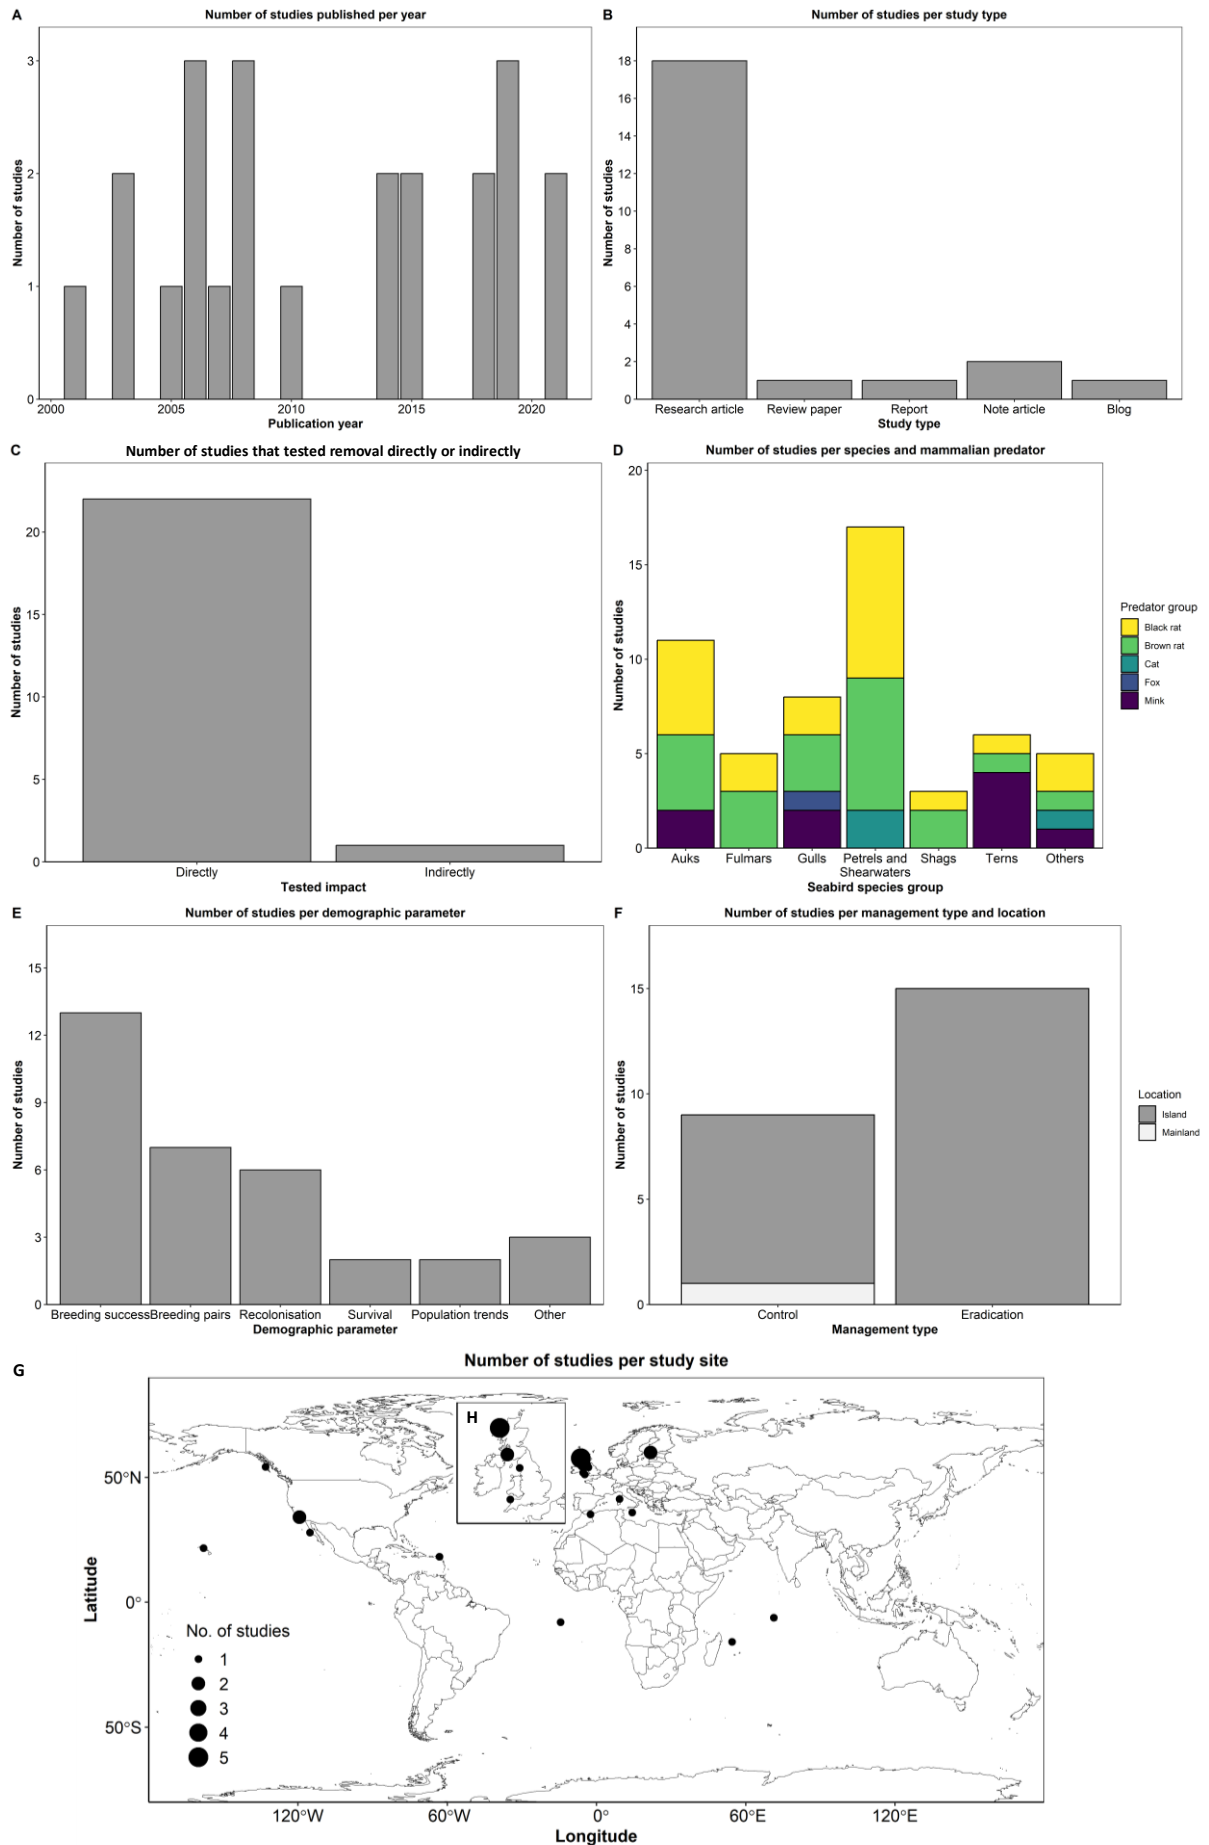 A
Number of studies published per year
Number of studies
3
2
1
0
2000 2005 2010 2015 2020
Publication year
B
Number of studies per study type
Number of studies
18
16
14
12
10
8
6
4
2
0
Research article Review paper Report Note article Blog
Study type
C
Number of studies that tested removal directly or indirectly
Number of studies
20
15
10
5
0
Directly Indirectly
Tested impact
D
Number of studies per species and mammalian predator
Number of studies
20
15
10
5
0
Auks Fulmars Gulls Petrels and Shags Terns Others
Shearwaters
Seabird species group
Predator group
Black rat
Brown rat
Cat
Fox
Mink
E
Number of studies per demographic parameter
Number of studies
15
12
9
6
3
0
Breeding success Breeding pairs Recolonisation Survival Population trends Other
Demographic parameter
F
Number of studies per management type and location
Number of studies
15
10
5
0
Control Eradication
Management type
Location
Island
Mainland
G
Number of studies per study site
H
Latitude
50°N
0°
50°S
No. of studies
1
2
3
4
5
120°W 60°W 0° 60°E 120°E
Longitude